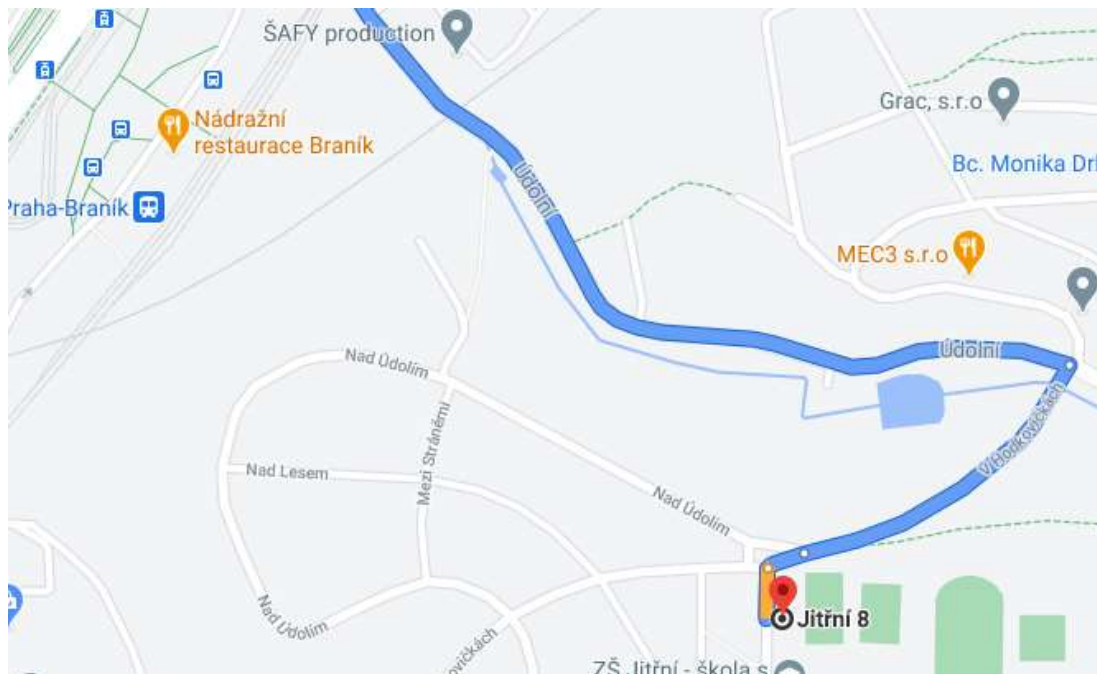 ŠAFY production
Nádražní
restaurace Braník
Grac, s.r.o
Praha-Braník
Údolní
MEC3 s.r.o
Údolní
Nad Údolím
V Hodkovičkách
Mezi Stráněmi
Nad Lesem
Nad Údolím
Nad Údolím
Jitřní 8
ZŠ Jitřní - škola s
Bc. Monika